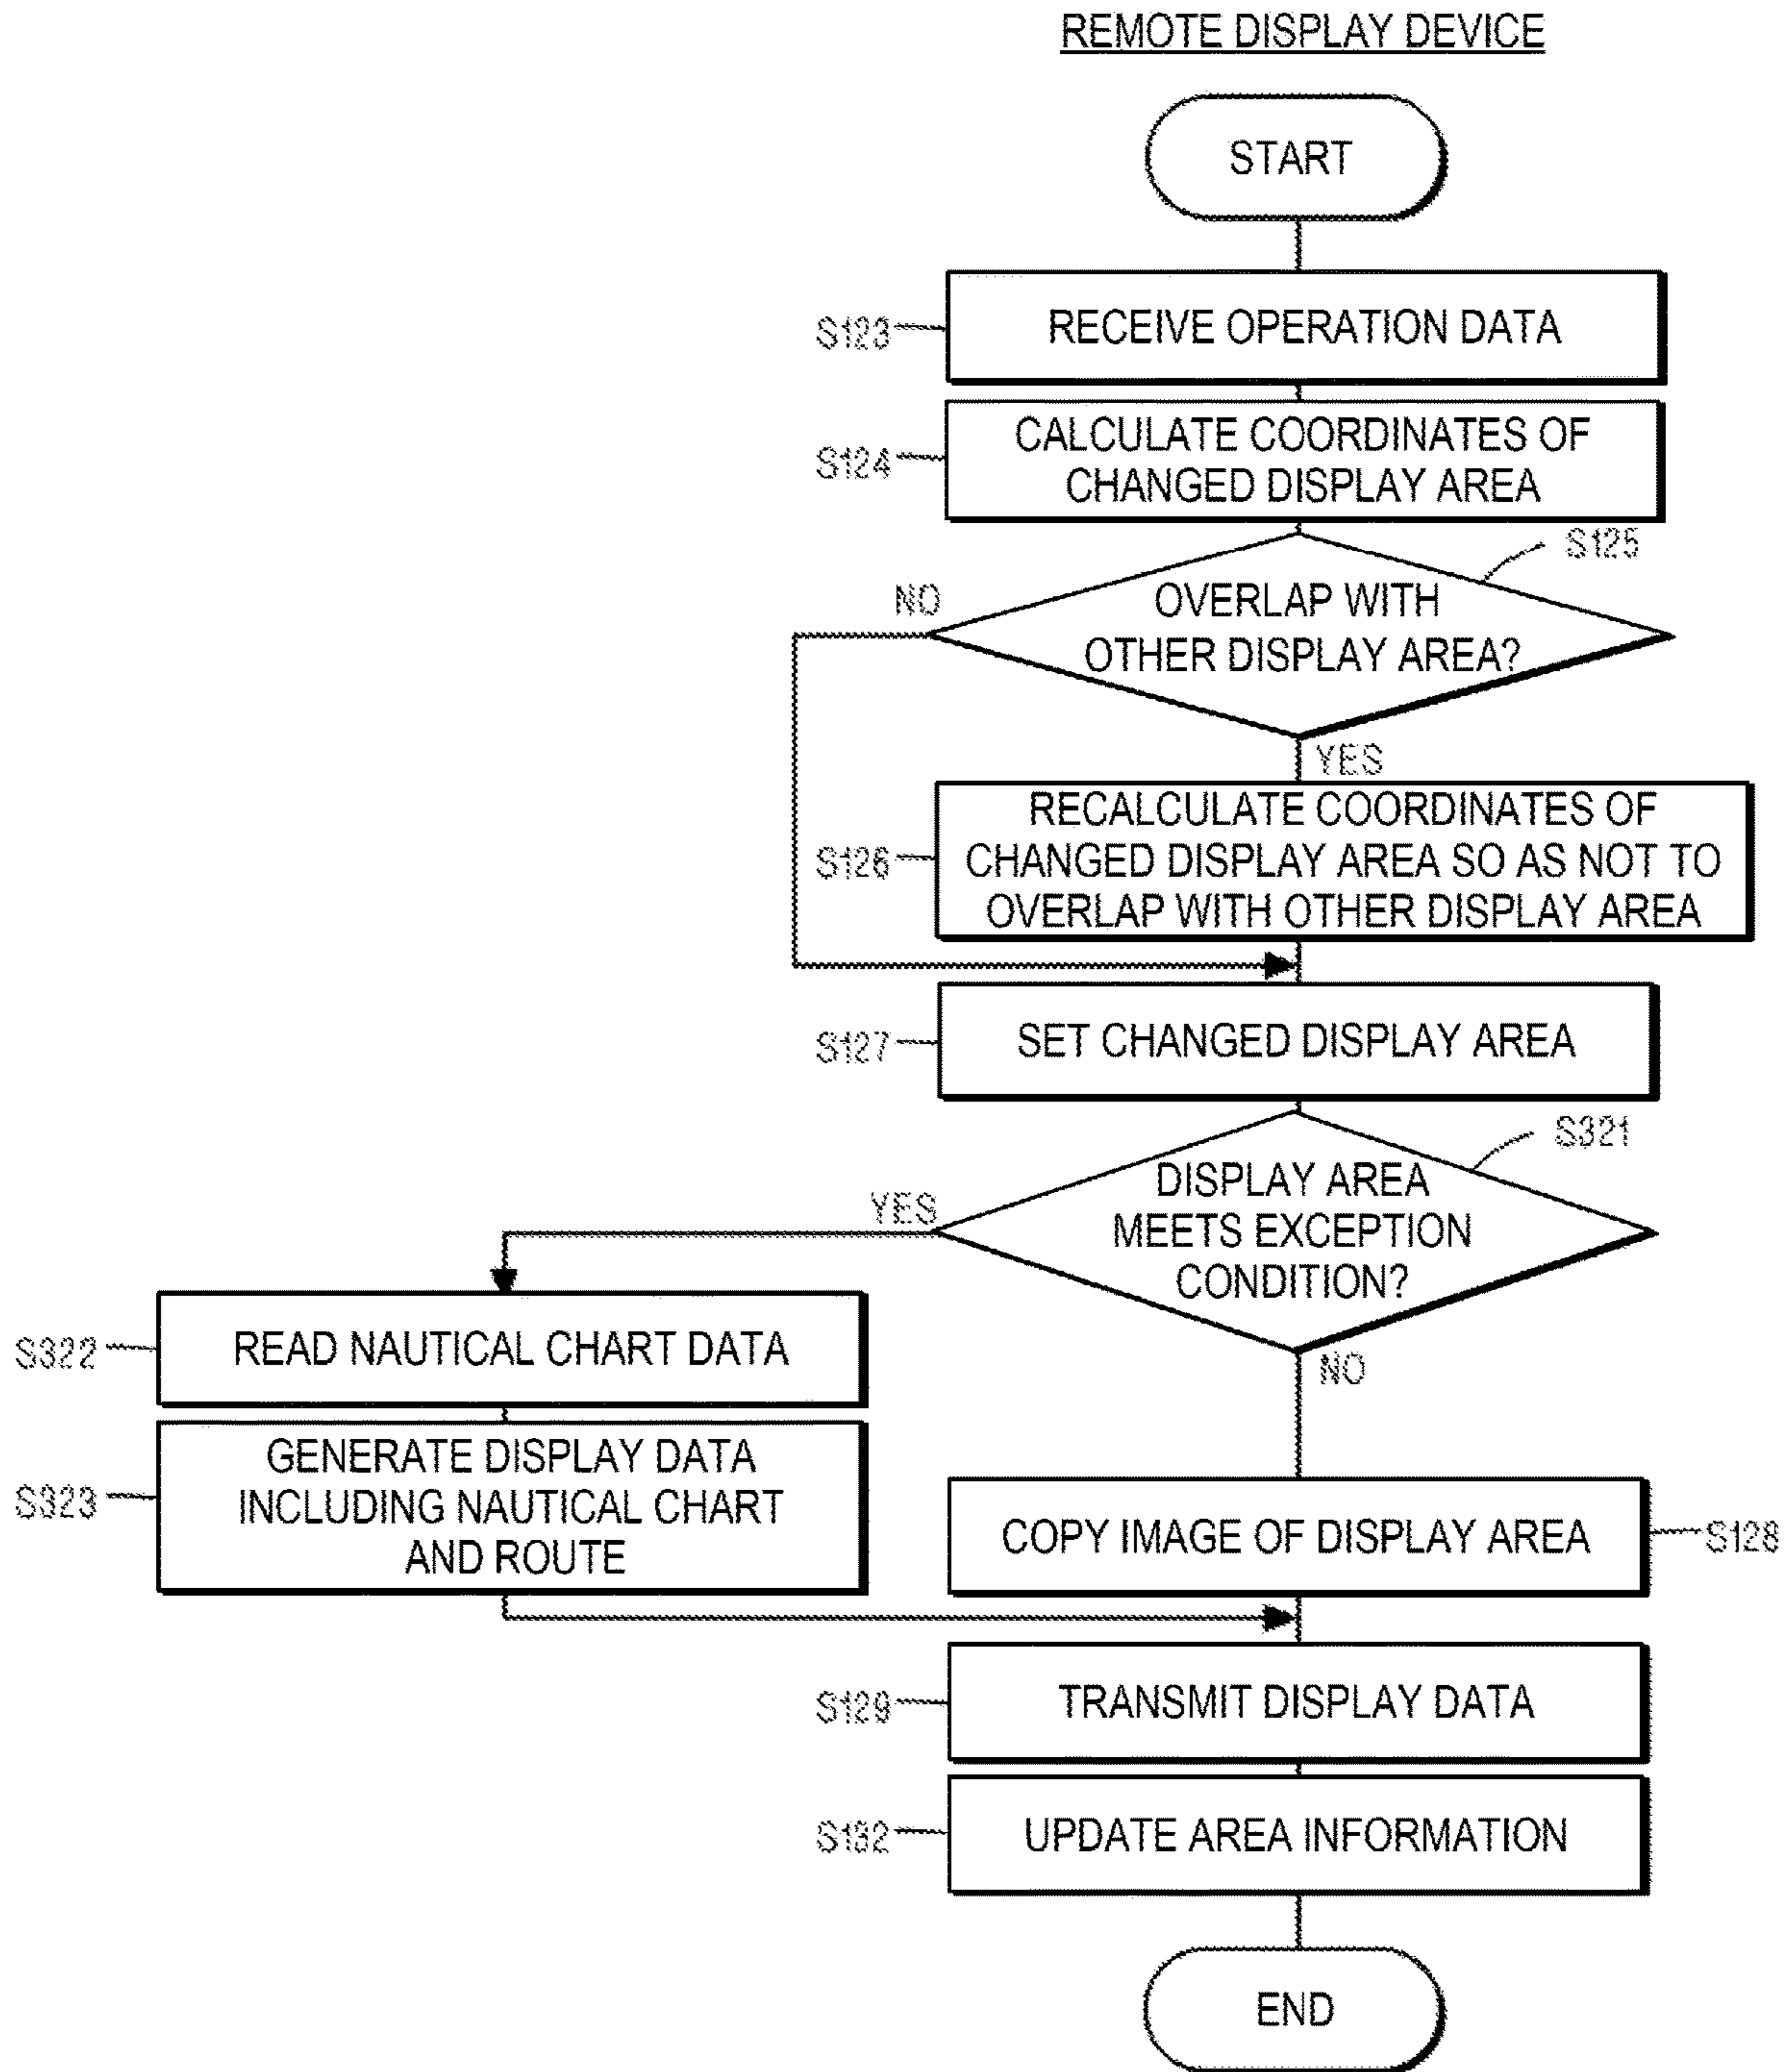 REMOTE DISPLAY DEVICE
START
S123
RECEIVE OPERATION DATA
S124
CALCULATE COORDINATES OF
CHANGED DISPLAY AREA
S125
NO
OVERLAP WITH
OTHER DISPLAY AREA?
YES
S126
RECALCULATE COORDINATES OF
CHANGED DISPLAY AREA SO AS NOT TO
OVERLAP WITH OTHER DISPLAY AREA
S127
SET CHANGED DISPLAY AREA
S321
YES
DISPLAY AREA
MEETS EXCEPTION
CONDITION?
NO
S322
READ NAUTICAL CHART DATA
S323
GENERATE DISPLAY DATA
INCLUDING NAUTICAL CHART
AND ROUTE
COPY IMAGE OF DISPLAY AREA
S128
S129
TRANSMIT DISPLAY DATA
S132
UPDATE AREA INFORMATION
END